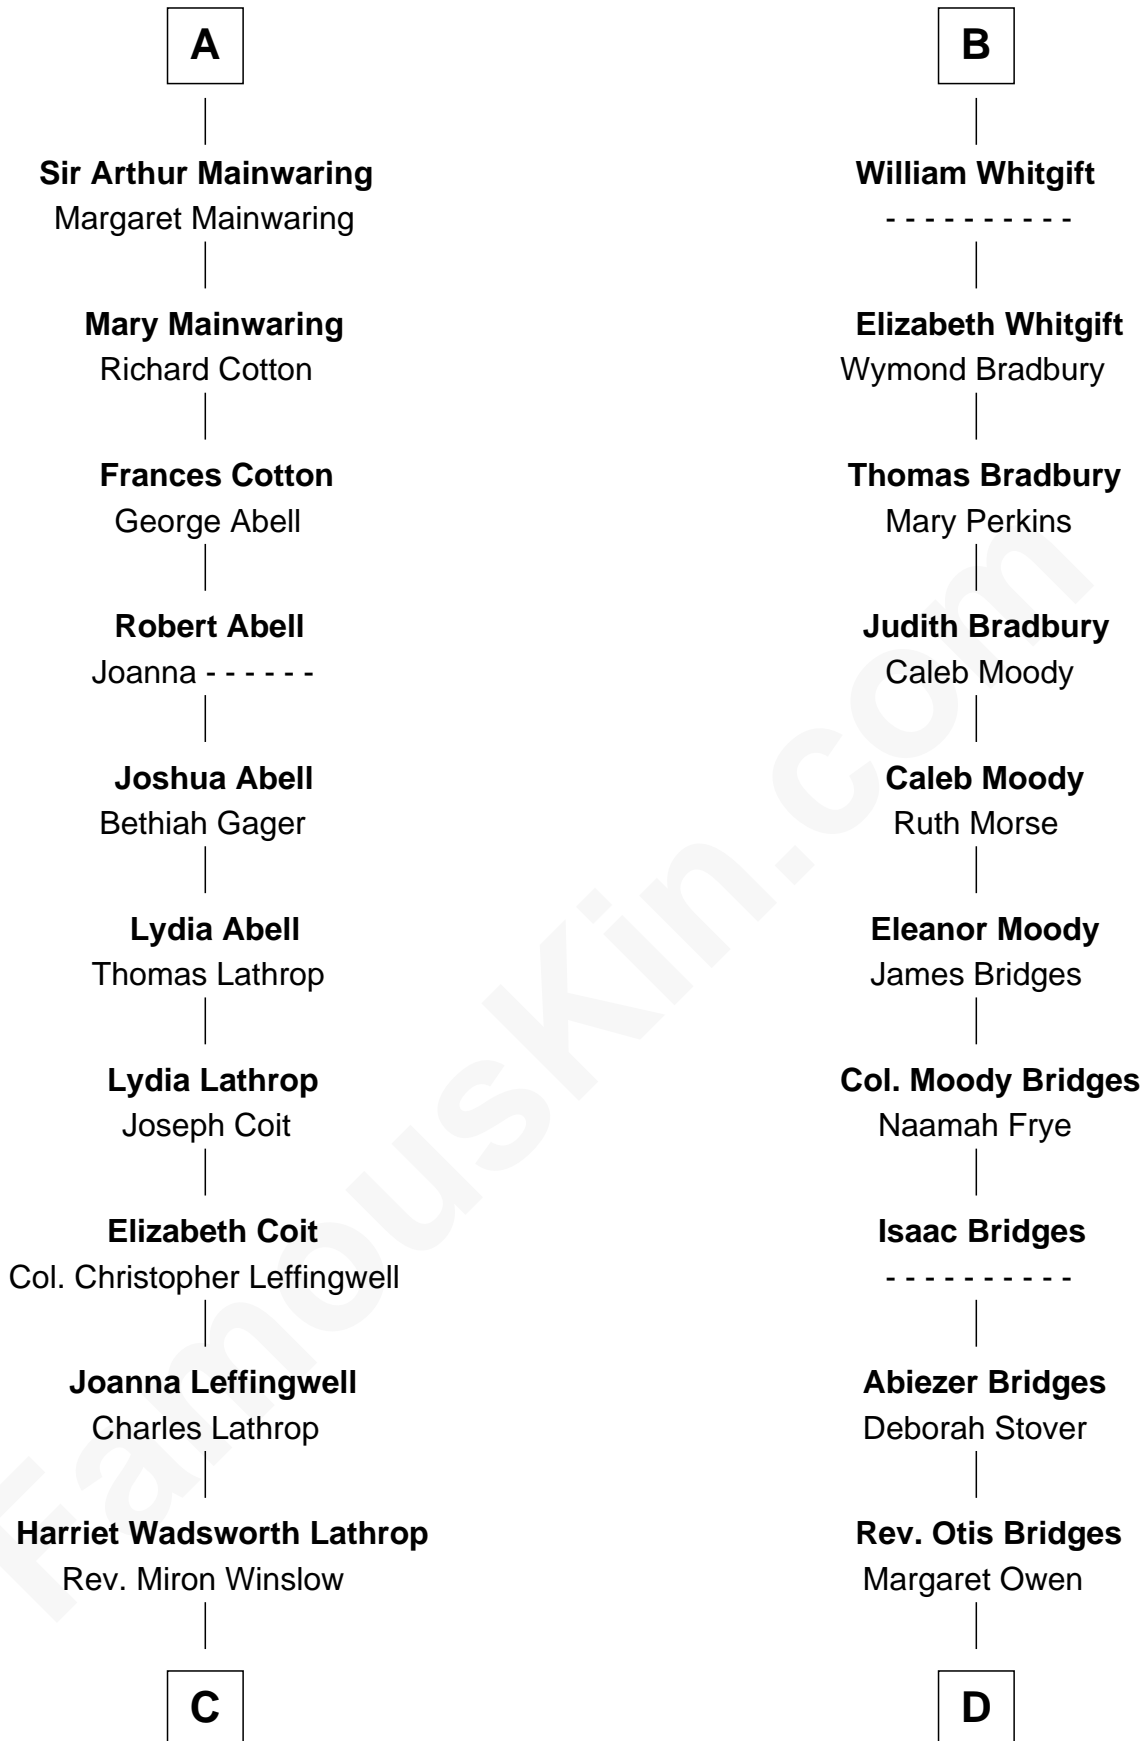 A
Sir Arthur Mainwaring
Margaret Mainwaring
Mary Mainwaring
Richard Cotton
Frances Cotton
George Abell
Robert Abell
Joanna - - - - - -
Joshua Abell
Bethiah Gager
Lydia Abell
Thomas Lathrop
Lydia Lathrop
Joseph Coit
Elizabeth Coit
Col. Christopher Leffingwell
Joanna Leffingwell
Charles Lathrop
Harriet Wadsworth Lathrop
Rev. Miron Winslow
C
B
William Whitgift
- - - - - - - - - -
Elizabeth Whitgift
Wymond Bradbury
Thomas Bradbury
Mary Perkins
Judith Bradbury
Caleb Moody
Caleb Moody
Ruth Morse
Eleanor Moody
James Bridges
Col. Moody Bridges
Naamah Frye
Isaac Bridges
- - - - - - - - - -
Abiezer Bridges
Deborah Stover
Rev. Otis Bridges
Margaret Owen
D
FamousKin.com